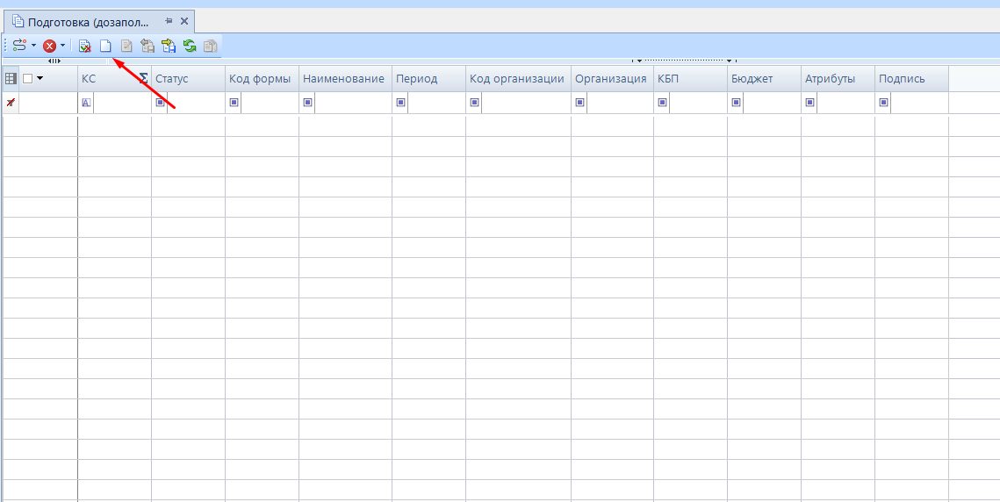 Подготовка (дозапол...
КС Σ Статус Код формы Наименование Период Код организации Организация КБП Бюджет Атрибуты Подпись
A